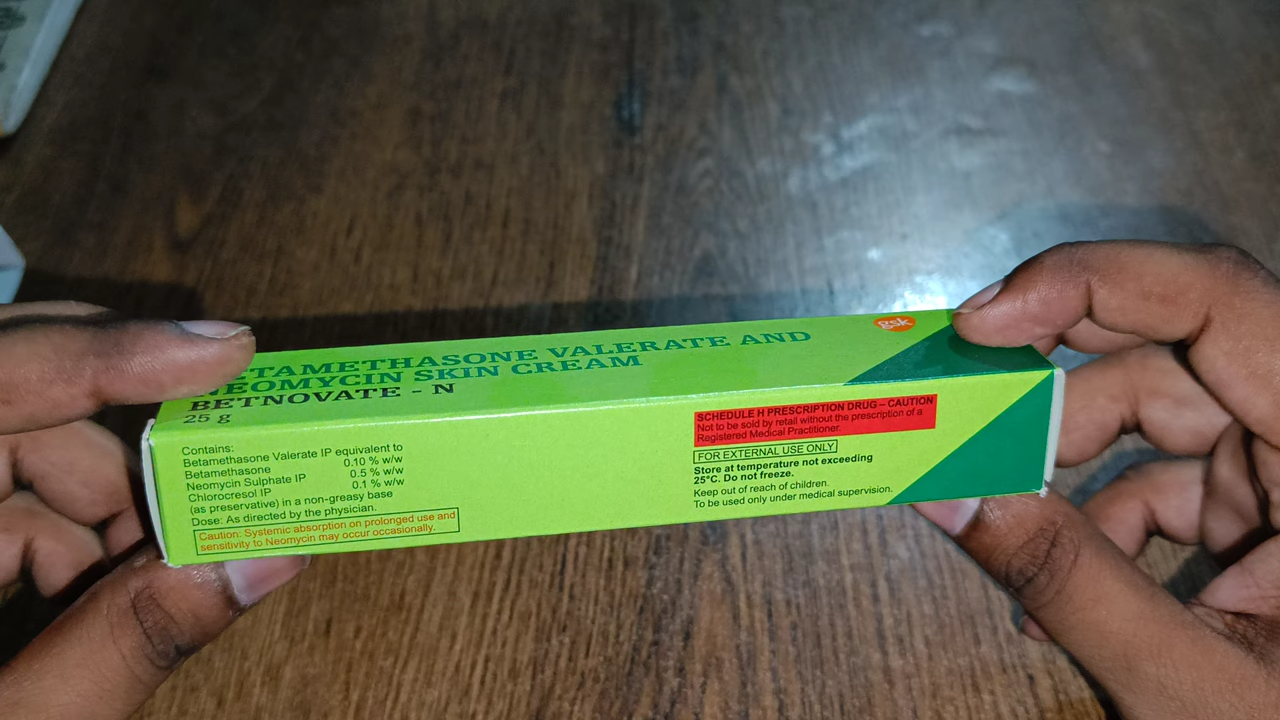 gsk
ETAMETHASONE VALERATE AND
NEOMYCIN SKIN CREAM
BETNOVATE - N
25 g
Contains:
Betamethasone Valerate IP equivalent to
Betamethasone 0.10 % w/w
Neomycin Sulphate IP 0.5 % w/w
Chlorocresol IP 0.1 % w/w
(as preservative) in a non-greasy base
Dose: As directed by the physician.
Caution: Systemic absorption on prolonged use and
sensitivity to Neomycin may occur occasionally.
SCHEDULE H PRESCRIPTION DRUG – CAUTION
Not to be sold by retail without the prescription of a
Registered Medical Practitioner.
FOR EXTERNAL USE ONLY
Store at temperature not exceeding
25°C. Do not freeze.
Keep out of reach of children.
To be used only under medical supervision.